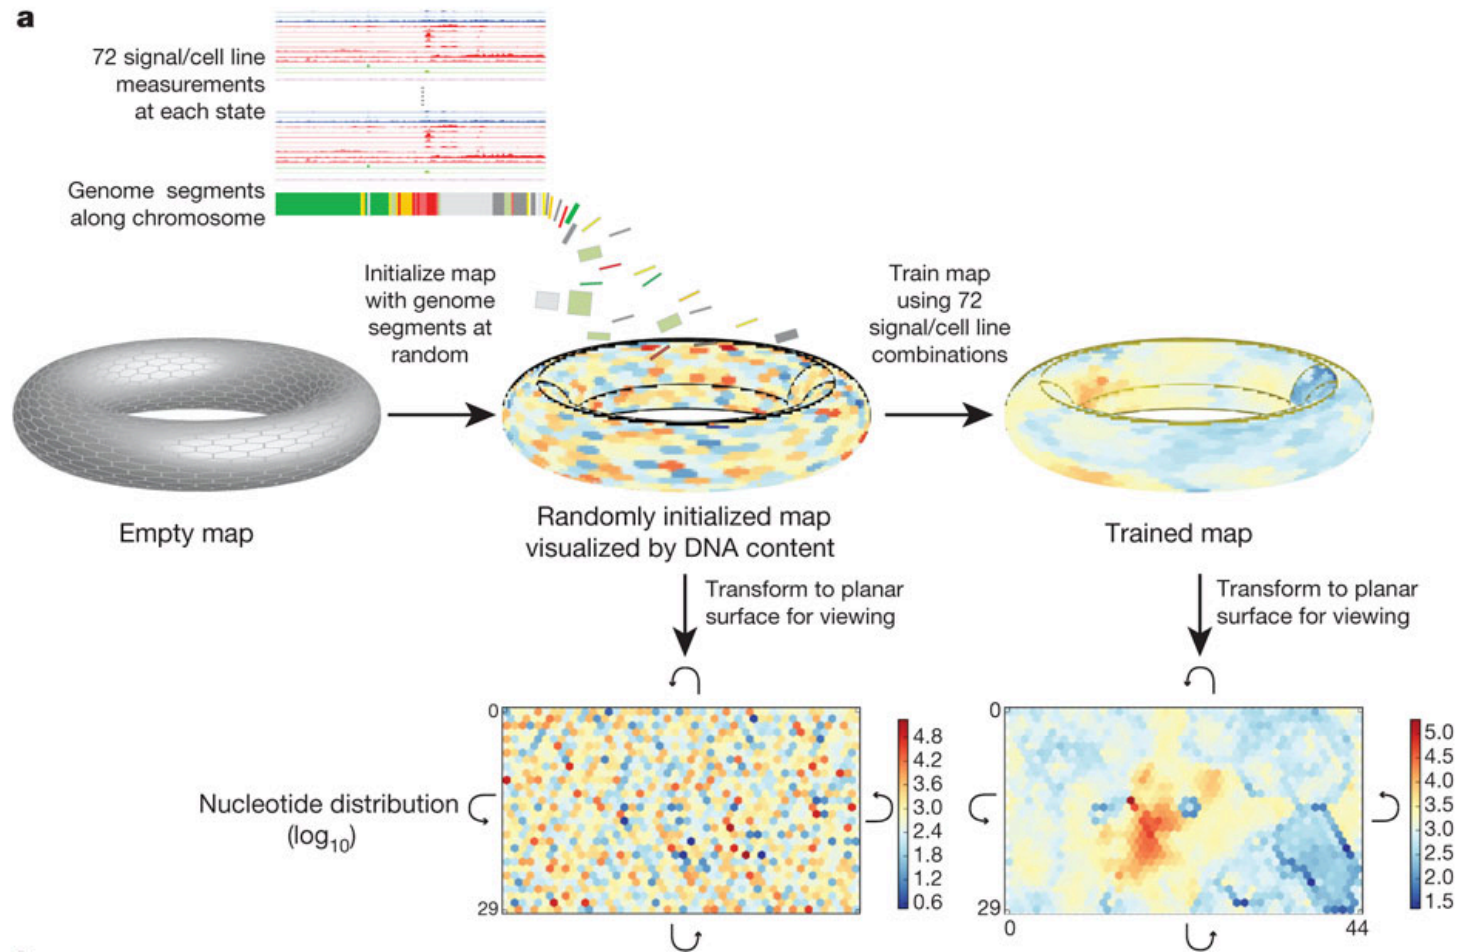 a
72 signal/cell line
measurements
at each state
Genome segments
along chromosome
Initialize map
with genome
segments at
random
Train map
using 72
signal/cell line
combinations
Empty map
Randomly initialized map
visualized by DNA content
Trained map
Transform to planar
surface for viewing
Transform to planar
surface for viewing
Nucleotide distribution
(log10)
0
29
4.8
4.2
3.6
3.0
2.4
1.8
1.2
0.6
0
29
0
44
5.0
4.5
4.0
3.5
3.0
2.5
2.0
1.5